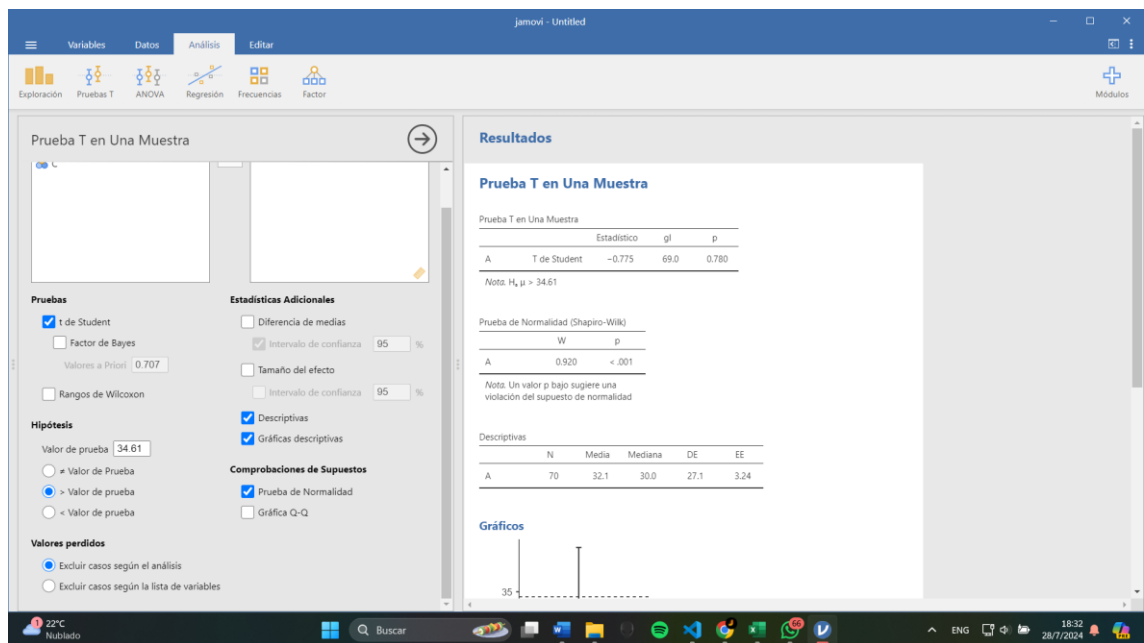 jamovi - Untitled
Variables Datos Análisis Editar
Exploración Pruebas T ANOVA Regresión Frecuencias Factor Módulos
Prueba T en Una Muestra
C
Pruebas
t de Student
Factor de Bayes
Valores a Priori 0.707
Rangos de Wilcoxon
Hipótesis
Valor de prueba 34.61
≠ Valor de Prueba
> Valor de prueba
< Valor de prueba
Valores perdidos
Excluir casos según el análisis
Excluir casos según la lista de variables
Estadísticas Adicionales
Diferencia de medias
Intervalo de confianza 95 %
Tamaño del efecto
Intervalo de confianza 95 %
Descriptivas
Gráficas descriptivas
Comprobaciones de Supuestos
Prueba de Normalidad
Gráfica Q-Q
Resultados
Prueba T en Una Muestra
Prueba T en Una Muestra
Estadístico gl p
A T de Student −0.775 69.0 0.780
Nota. Hₐ μ > 34.61
Prueba de Normalidad (Shapiro-Wilk)
W p
A 0.920 < .001
Nota. Un valor p bajo sugiere una
violación del supuesto de normalidad
Descriptivas
N Media Mediana DE EE
A 70 32.1 30.0 27.1 3.24
Gráficos
35
1 22°C
Nublado
Buscar
66
ENG
18:32
28/7/2024